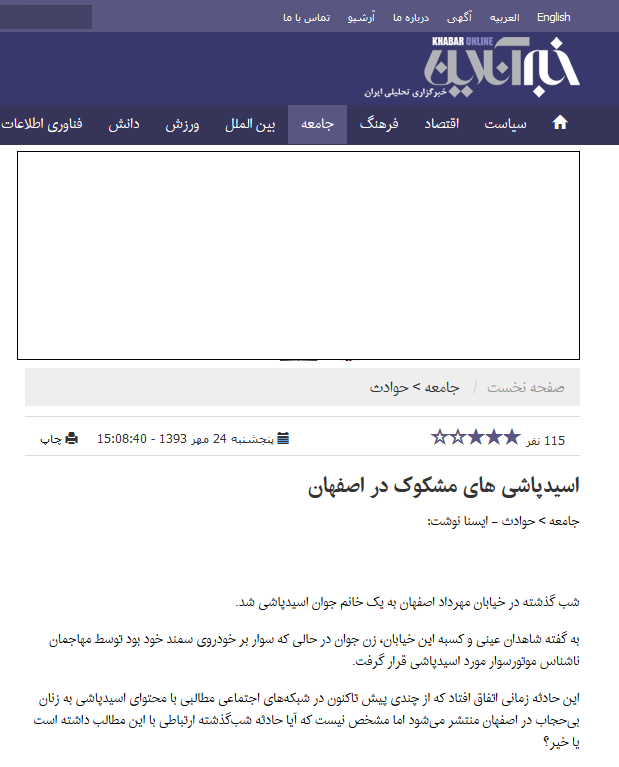 English العربیه آگهی درباره ما آرشیو تماس با ما
KHABAR ONLINE
خبرآنلاین
خبرگزاری تحلیلی ایران
سیاست اقتصاد فرهنگ جامعه بین الملل ورزش دانش فناوری اطلاعات
صفحه نخست / جامعه > حوادث
115 نفر پنجشنبه 24 مهر 1393 - 15:08:40 چاپ
اسیدپاشی های مشکوک در اصفهان
جامعه > حوادث - ایسنا نوشت:
شب گذشته در خیابان مهرداد اصفهان به یک خانم جوان اسیدپاشی شد.
به گفته شاهدان عینی و کسبه این خیابان، زن جوان در حالی که سوار بر خودروی سمند خود بود توسط مهاجمان
ناشناس موتورسوار مورد اسیدپاشی قرار گرفت.
این حادثه زمانی اتفاق افتاد که از چندی پیش تاکنون در شبکه‌های اجتماعی مطالبی با محتوای اسیدپاشی به زنان
بی‌حجاب در اصفهان منتشر می‌شود اما مشخص نیست که آیا حادثه شب‌گذشته ارتباطی با این مطالب داشته است
یا خیر؟